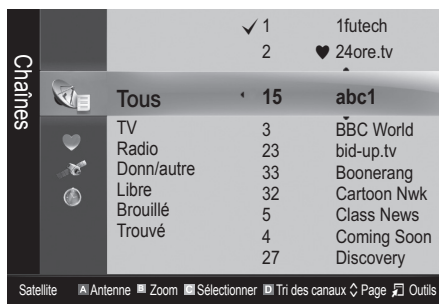 Chaînes
✓ 1 1futech
2 ♥ 24ore.tv
Tous 15 abc1
TV 3 BBC World
Radio 23 bid-up.tv
Donn/autre 33 Boonerang
Libre 32 Cartoon Nwk
Brouillé 5 Class News
Trouvé 4 Coming Soon
27 Discovery
Satellite A Antenne B Zoom C Sélectionner D Tri des canaux Page Outils